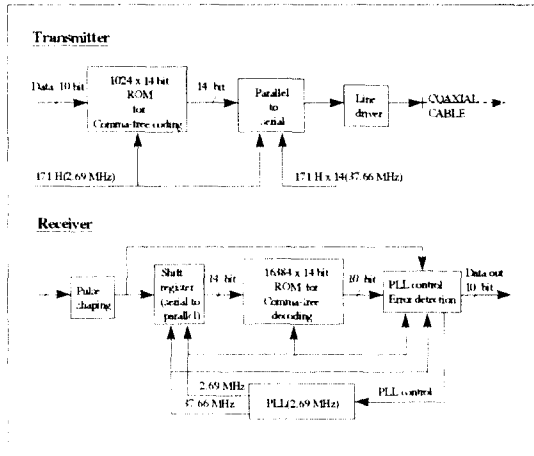 Transmitter
Data 10 bit
1024 x 14 bit
ROM
for
Comma-free coding
14 bit
Parallel
to
serial
Line
driver
COAXIAL
CABLE
171 H(2.69 MHz)
171 H x 14(37.66 MHz)
Receiver
Pulse
shaping
Shift
register
(serial to
parallel)
14 bit
16384 x 14 bit
ROM for
Comma-free
decoding
10 bit
PLL control
Error detection
Data out
10 bit
2.69 MHz
37.66 MHz
PLL(2.69 MHz)
PLL control